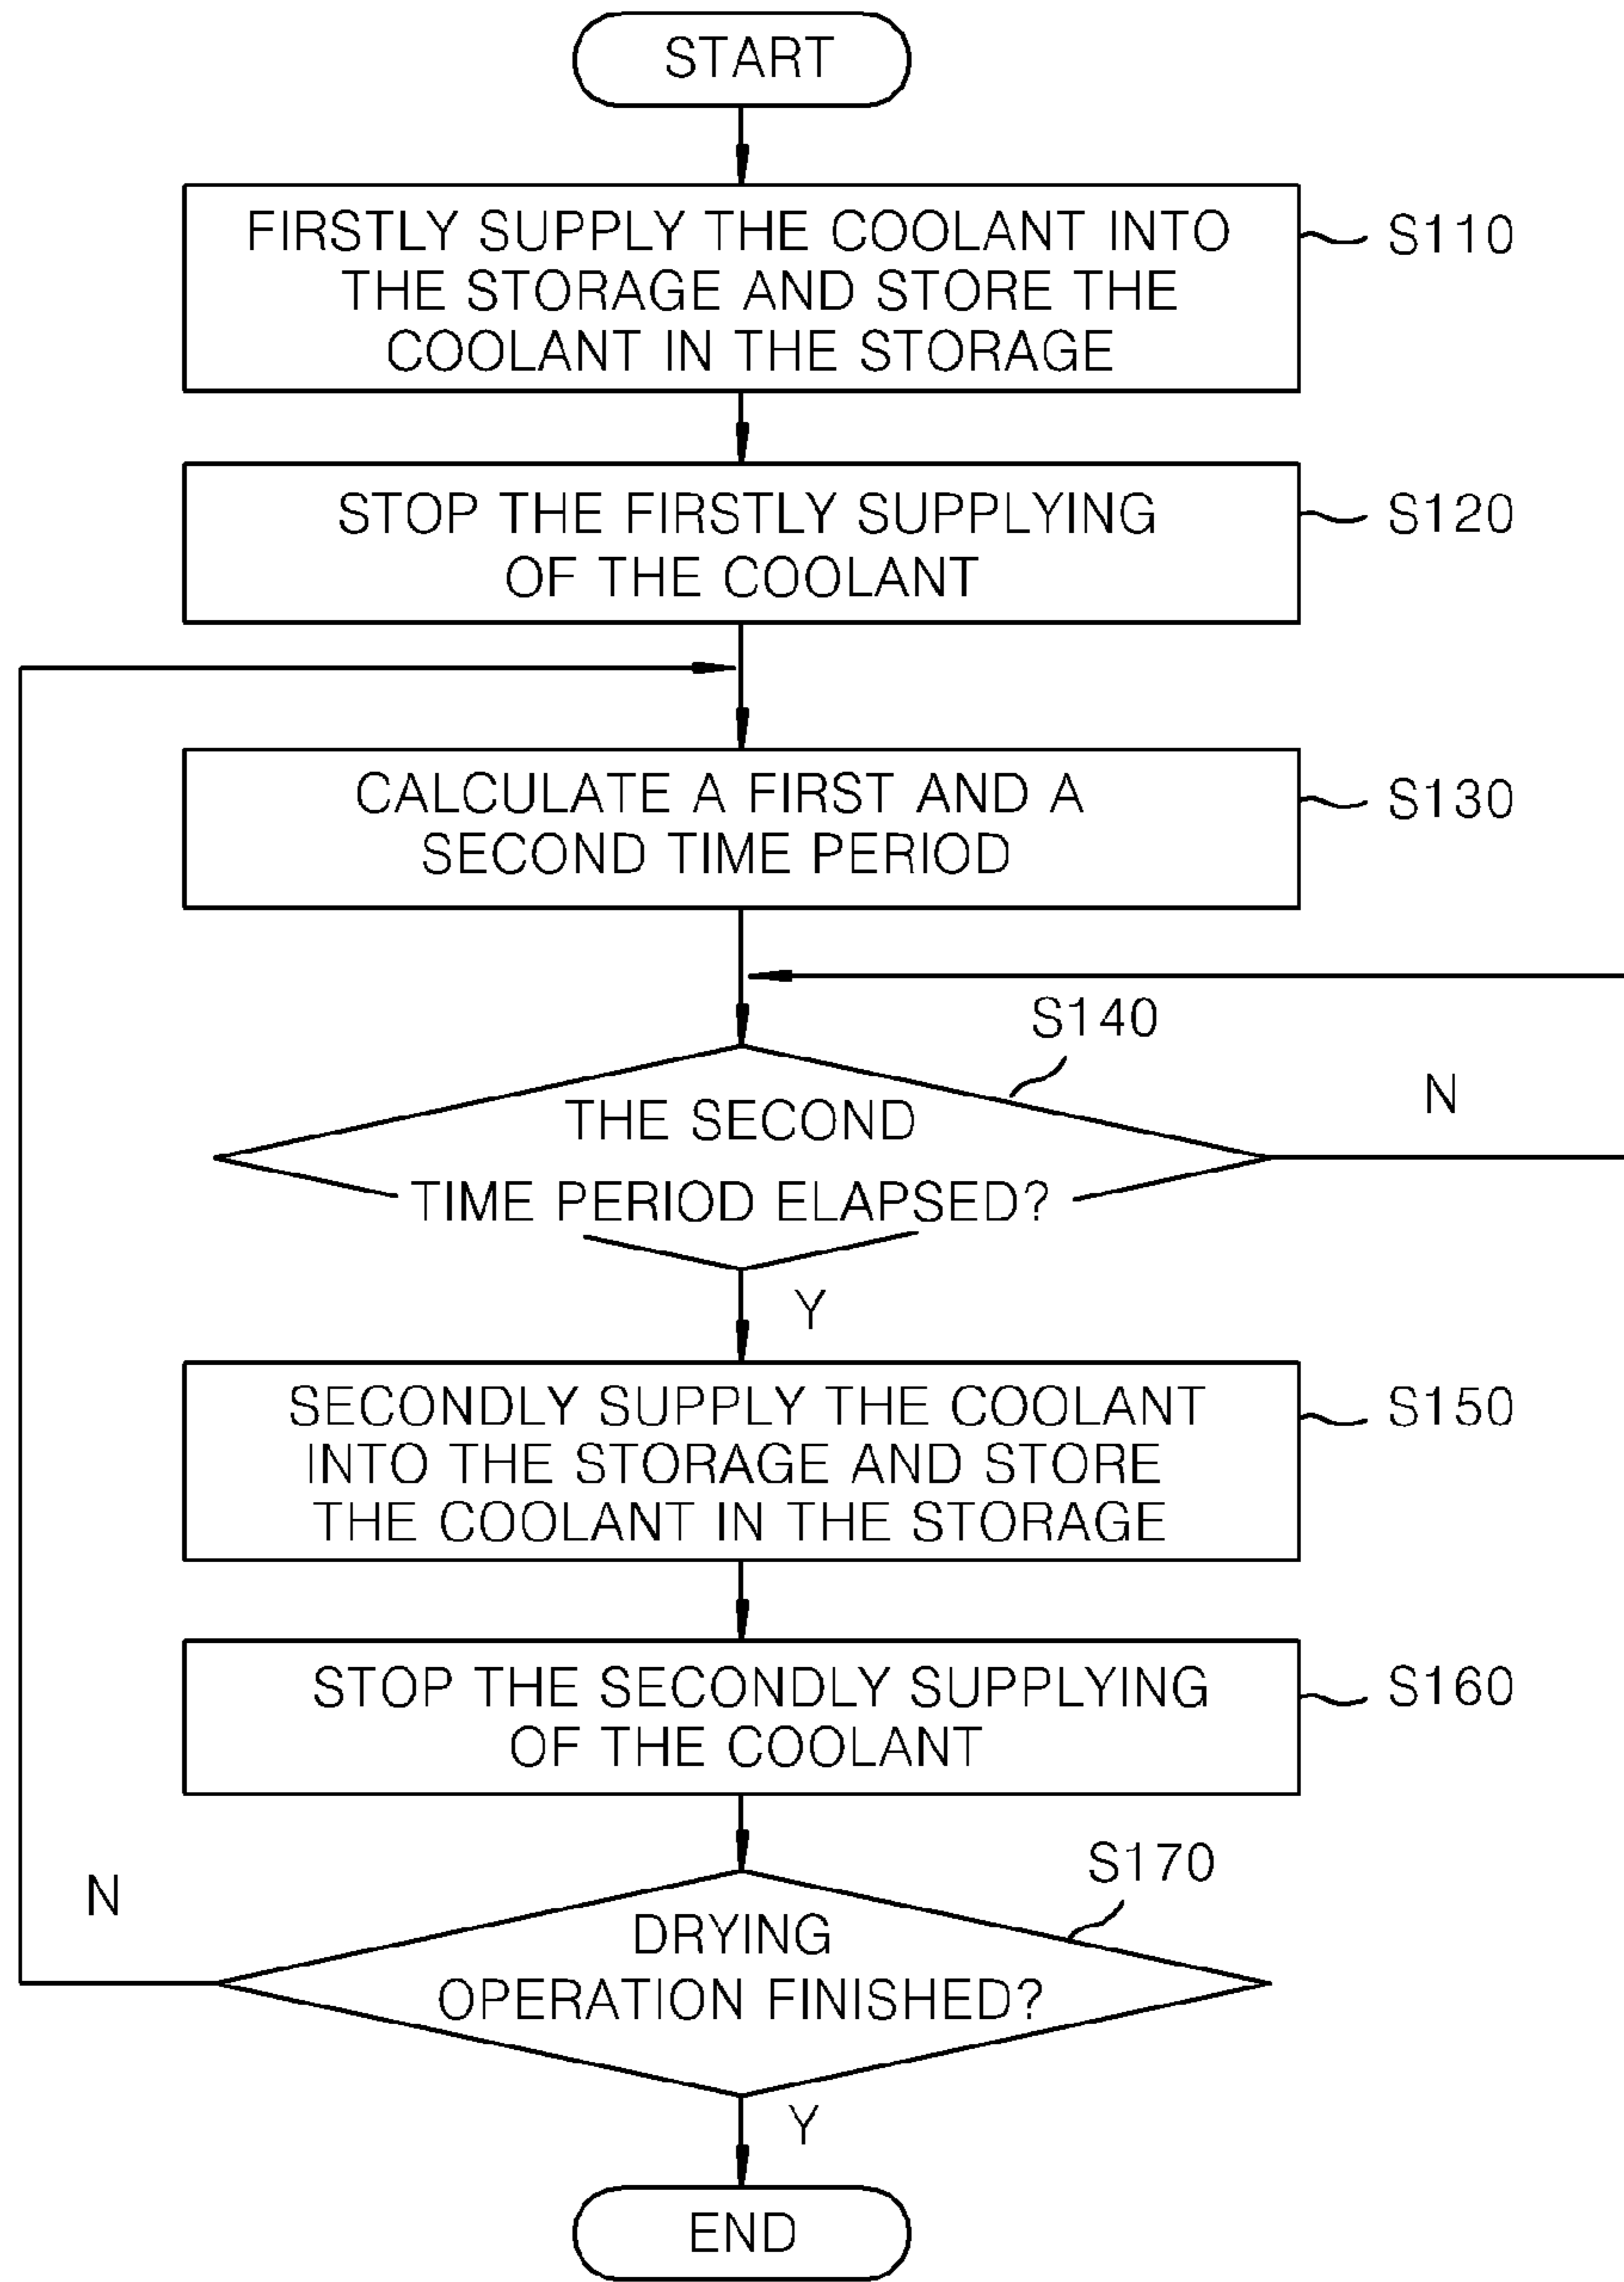 START
FIRSTLY SUPPLY THE COOLANT INTO
THE STORAGE AND STORE THE
COOLANT IN THE STORAGE
S110
STOP THE FIRSTLY SUPPLYING
OF THE COOLANT
S120
CALCULATE A FIRST AND A
SECOND TIME PERIOD
S130
S140
THE SECOND
TIME PERIOD ELAPSED?
N
Y
SECONDLY SUPPLY THE COOLANT
INTO THE STORAGE AND STORE
THE COOLANT IN THE STORAGE
S150
STOP THE SECONDLY SUPPLYING
OF THE COOLANT
S160
S170
N
DRYING
OPERATION FINISHED?
Y
END